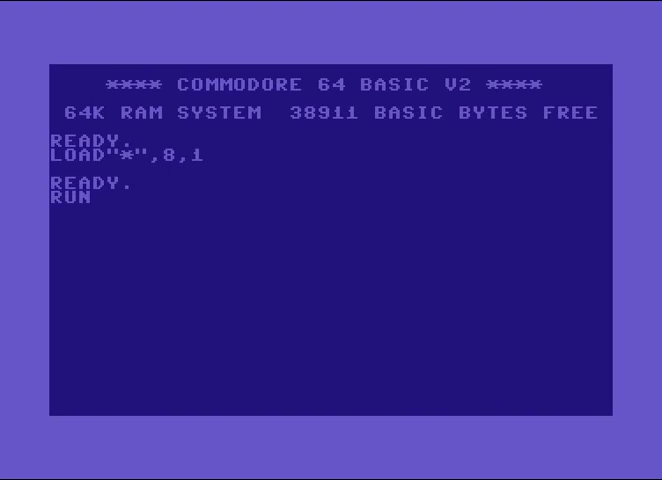 **** COMMODORE 64 BASIC V2 ****
64K RAM SYSTEM  38911 BASIC BYTES FREE
READY.
LOAD"*",8,1
READY.
RUN